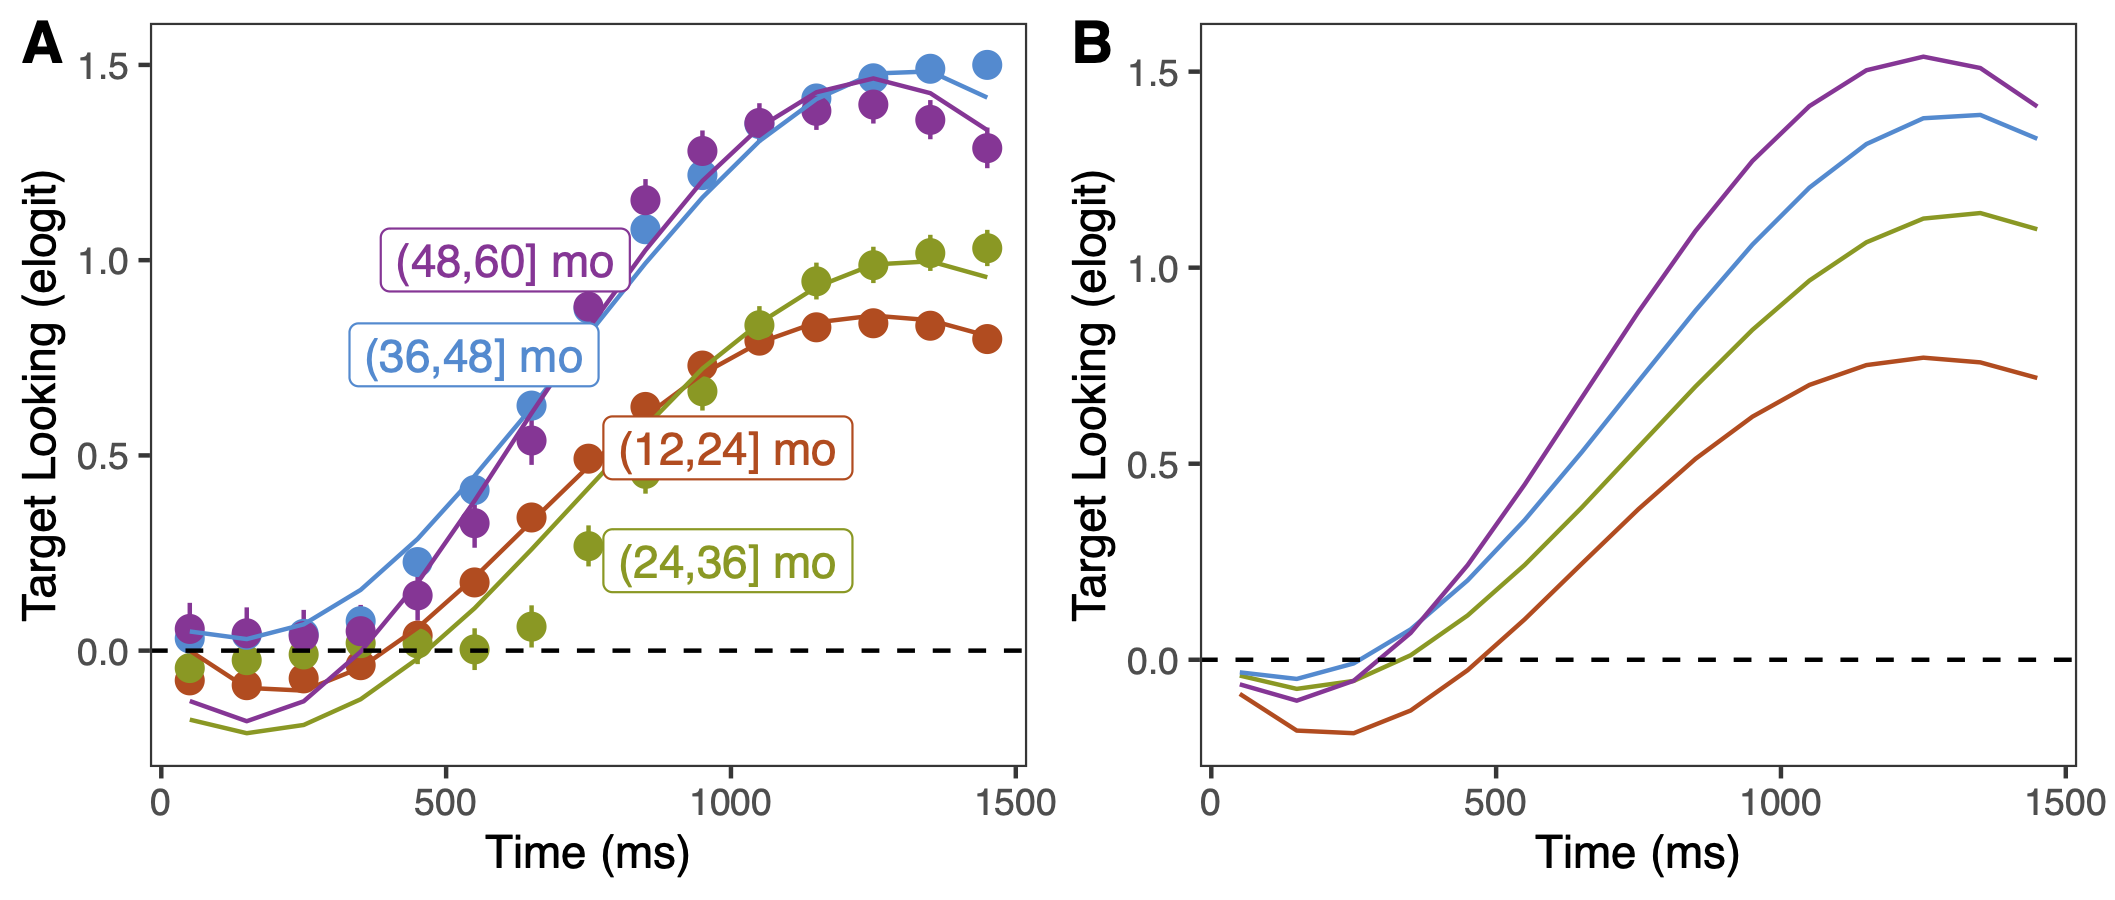 A
B
Target Looking (elogit)
1.5
1.0
0.5
0.0
(48,60] mo
(36,48] mo
(12,24] mo
(24,36] mo
0 500 1000 1500
Time (ms)
Target Looking (elogit)
1.5
1.0
0.5
0.0
0 500 1000 1500
Time (ms)